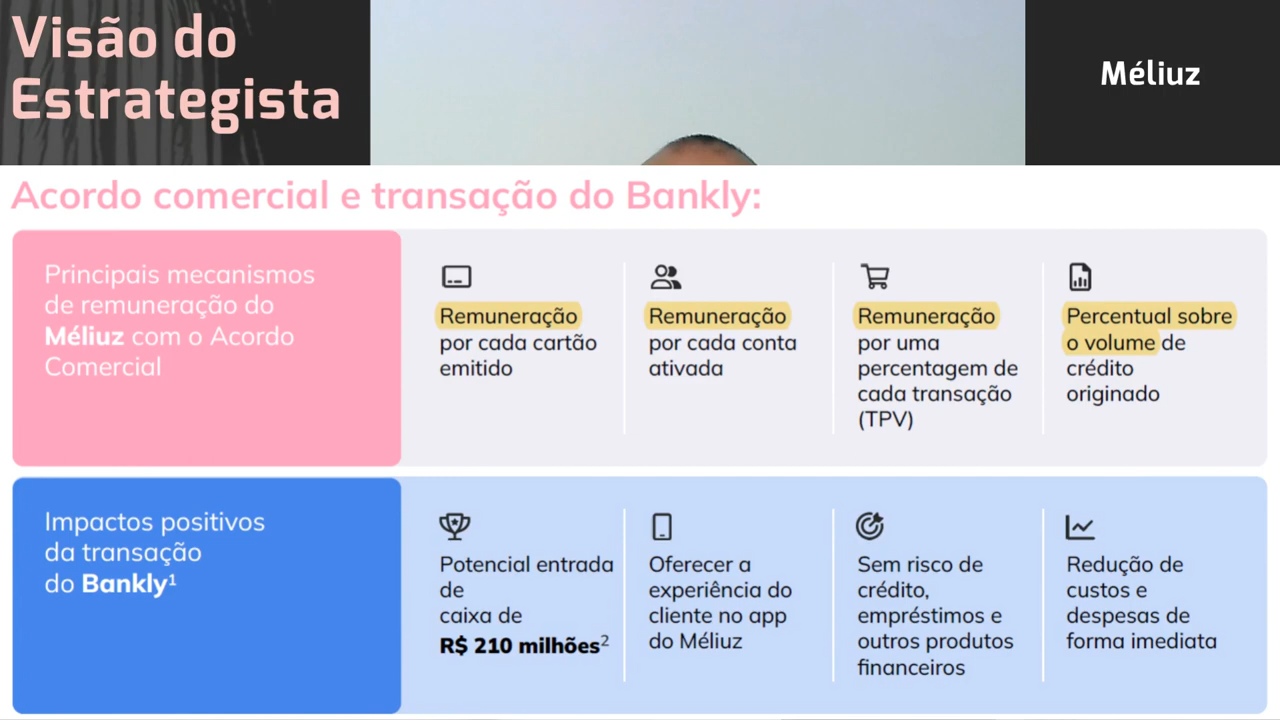 Visão do
Estrategista
Méliuz
Acordo comercial e transação do Bankly:
Principais mecanismos
de remuneração do
Méliuz com o Acordo
Comercial
Remuneração
por cada cartão
emitido
Remuneração
por cada conta
ativada
Remuneração
por uma
percentagem de
cada transação
(TPV)
Percentual sobre
o volume de
crédito
originado
Impactos positivos
da transação
do Bankly¹
Potencial entrada
de
caixa de
R$ 210 milhões²
Oferecer a
experiência do
cliente no app
do Méliuz
Sem risco de
crédito,
empréstimos e
outros produtos
financeiros
Redução de
custos e
despesas de
forma imediata